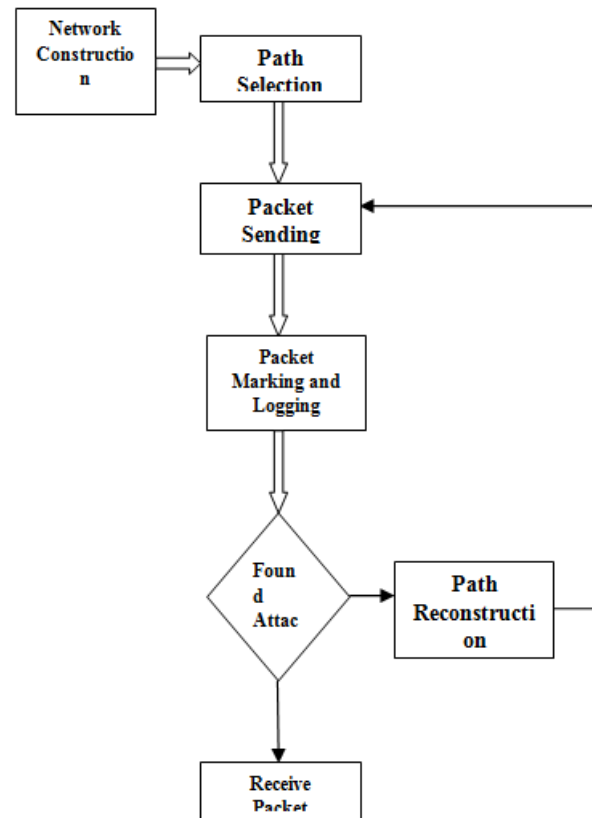 Network
Constructio
n
Path
Selection
Packet
Sending
Packet
Marking and
Logging
Foun
d
Attac
Path
Reconstructi
on
Receive
Packet